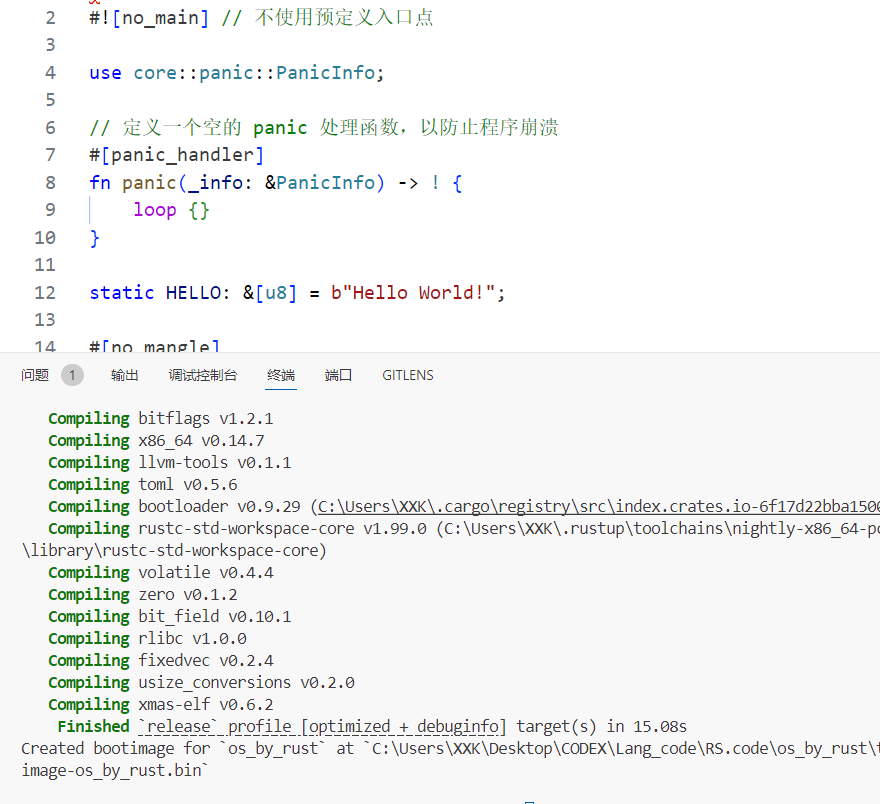 2 #![no_main] // 不使用预定义入口点
3
4 use core::panic::PanicInfo;
5
6 // 定义一个空的 panic 处理函数，以防止程序崩溃
7 #[panic_handler]
8 fn panic(_info: &PanicInfo) -> ! {
9 loop {}
10 }
11
12 static HELLO: &[u8] = b"Hello World!";
13
14 #[no_mangle]
问题 1 输出 调试控制台 终端 端口 GITLENS
Compiling bitflags v1.2.1
Compiling x86_64 v0.14.7
Compiling llvm-tools v0.1.1
Compiling toml v0.5.6
Compiling bootloader v0.9.29 (C:\Users\XXK\.cargo\registry\src\index.crates.io-6f17d22bba1500
Compiling rustc-std-workspace-core v1.99.0 (C:\Users\XXK\.rustup\toolchains\nightly-x86_64-pc
\library\rustc-std-workspace-core)
Compiling volatile v0.4.4
Compiling zero v0.1.2
Compiling bit_field v0.10.1
Compiling rlibc v1.0.0
Compiling fixedvec v0.2.4
Compiling usize_conversions v0.2.0
Compiling xmas-elf v0.6.2
Finished `release` profile [optimized + debuginfo] target(s) in 15.08s
Created bootimage for `os_by_rust` at `C:\Users\XXK\Desktop\CODEX\Lang_code\RS.code\os_by_rust\t
image-os_by_rust.bin`